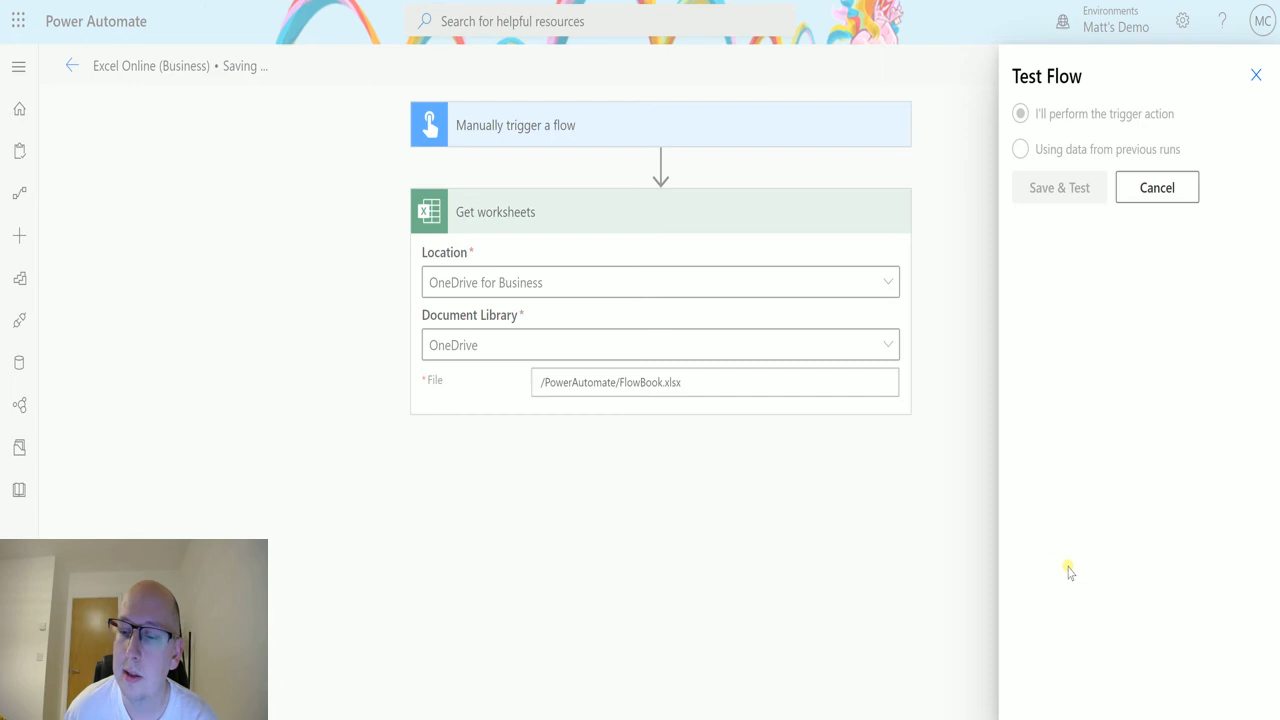 Power Automate
Search for helpful resources
Environments
Matt's Demo
MC
Excel Online (Business) • Saving ...
Manually trigger a flow
Get worksheets
Location *
OneDrive for Business
Document Library *
OneDrive
* File
/PowerAutomate/FlowBook.xlsx
Test Flow
I'll perform the trigger action
Using data from previous runs
Save & Test
Cancel